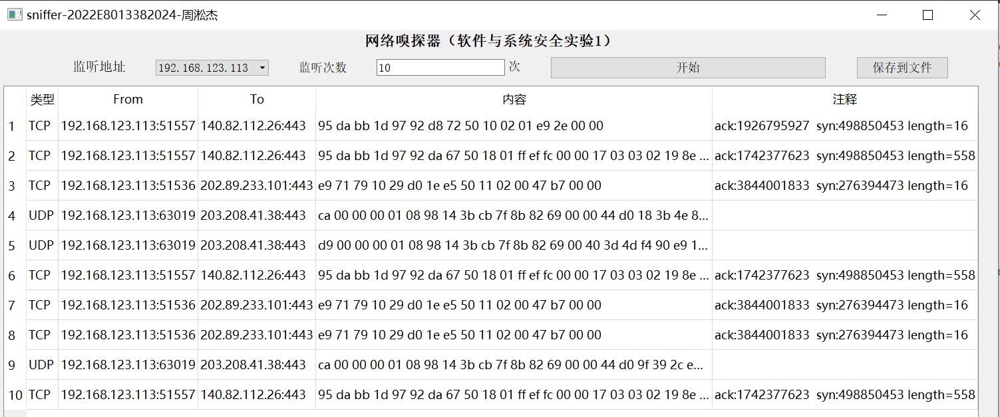 sniffer-2022E8013382024-周淞杰
网络嗅探器（软件与系统安全实验1）
监听地址 192.168.123.113 监听次数 10 次 开始 保存到文件
类型 From To 内容 注释
1 TCP 192.168.123.113:51557 140.82.112.26:443 95 da bb 1d 97 92 d8 72 50 10 02 01 e9 2e 00 00 ack:1926795927 syn:498850453 length=16
2 TCP 192.168.123.113:51557 140.82.112.26:443 95 da bb 1d 97 92 da 67 50 18 01 ff ef fc 00 00 17 03 03 02 19 8e ... ack:1742377623 syn:498850453 length=558
3 TCP 192.168.123.113:51536 202.89.233.101:443 e9 71 79 10 29 d0 1e e5 50 11 02 00 47 b7 00 00 ack:3844001833 syn:276394473 length=16
4 UDP 192.168.123.113:63019 203.208.41.38:443 ca 00 00 00 01 08 98 14 3b cb 7f 8b 82 69 00 00 44 d0 18 3b 4e 8...
5 UDP 192.168.123.113:63019 203.208.41.38:443 d9 00 00 00 01 08 98 14 3b cb 7f 8b 82 69 00 40 3d 4d f4 90 e9 1...
6 TCP 192.168.123.113:51557 140.82.112.26:443 95 da bb 1d 97 92 da 67 50 18 01 ff ef fc 00 00 17 03 03 02 19 8e ... ack:1742377623 syn:498850453 length=558
7 TCP 192.168.123.113:51536 202.89.233.101:443 e9 71 79 10 29 d0 1e e5 50 11 02 00 47 b7 00 00 ack:3844001833 syn:276394473 length=16
8 TCP 192.168.123.113:51536 202.89.233.101:443 e9 71 79 10 29 d0 1e e5 50 11 02 00 47 b7 00 00 ack:3844001833 syn:276394473 length=16
9 UDP 192.168.123.113:63019 203.208.41.38:443 ca 00 00 00 01 08 98 14 3b cb 7f 8b 82 69 00 00 44 d0 9f 39 2c e...
10 TCP 192.168.123.113:51557 140.82.112.26:443 95 da bb 1d 97 92 da 67 50 18 01 ff ef fc 00 00 17 03 03 02 19 8e ... ack:1742377623 syn:498850453 length=558